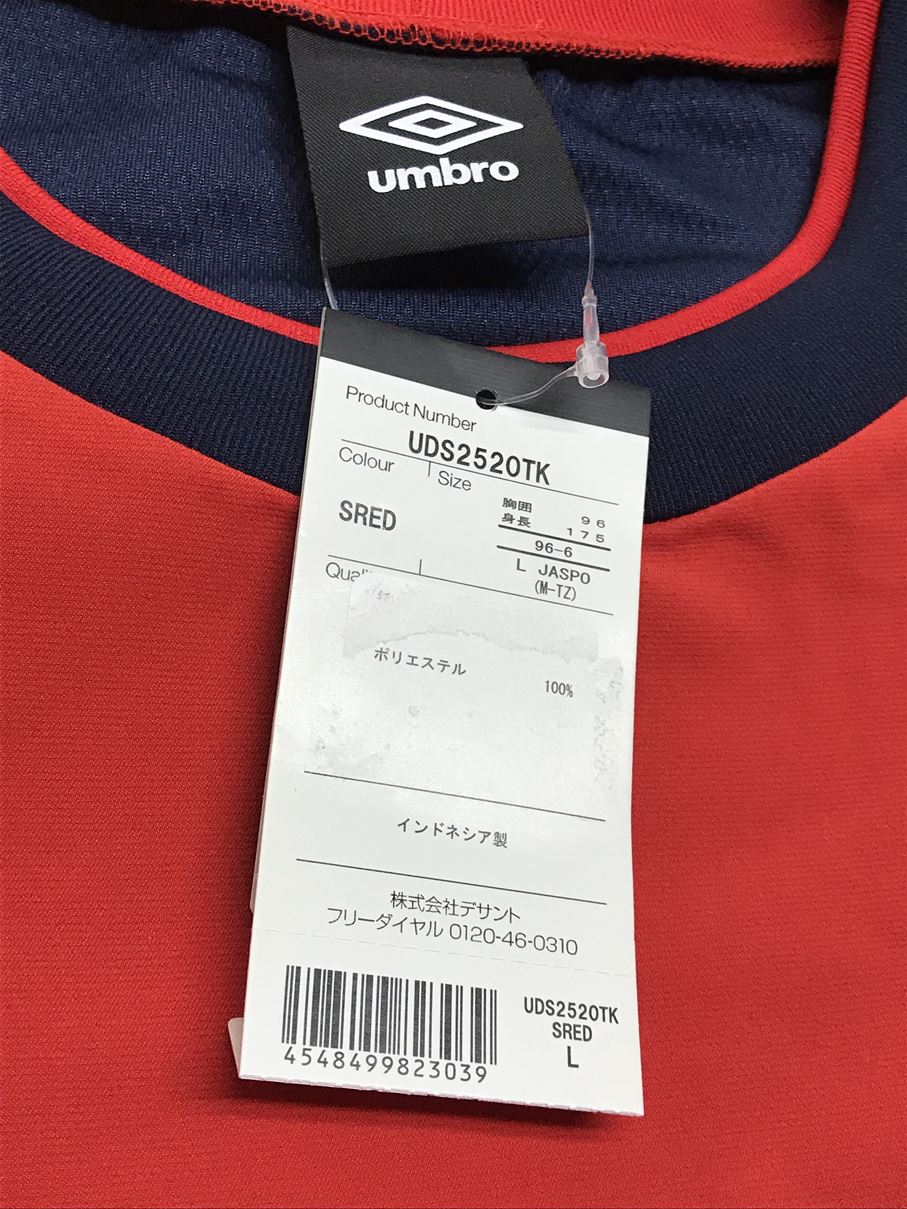 umbro
Product Number
UDS2520TK
Colour Size
SRED
胸囲 96
身長 175
96-6
L JASPO
(M-TZ)
ポリエステル 100%
インドネシア製
株式会社デサント
フリーダイヤル 0120-46-0310
4548499823039
UDS2520TK
SRED
L